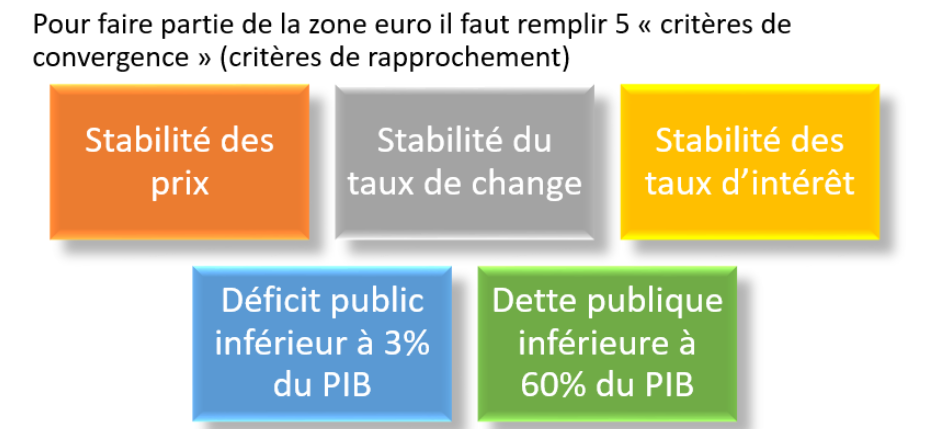 Pour faire partie de la zone euro il faut remplir 5 « critères de
convergence » (critères de rapprochement)
Stabilité des
prix
Stabilité du
taux de change
Stabilité des
taux d’intérêt
Déficit public
inférieur à 3%
du PIB
Dette publique
inférieure à
60% du PIB